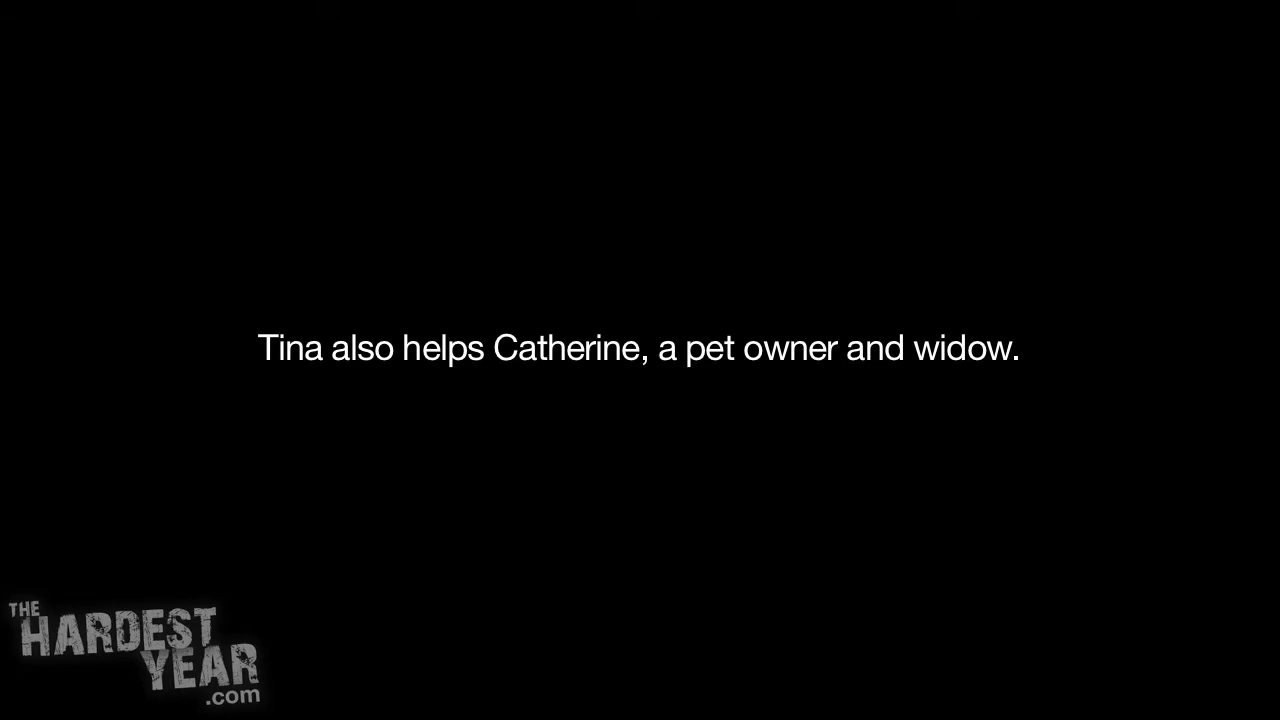 Tina also helps Catherine, a pet owner and widow.
THE
HARDEST
YEAR
.com